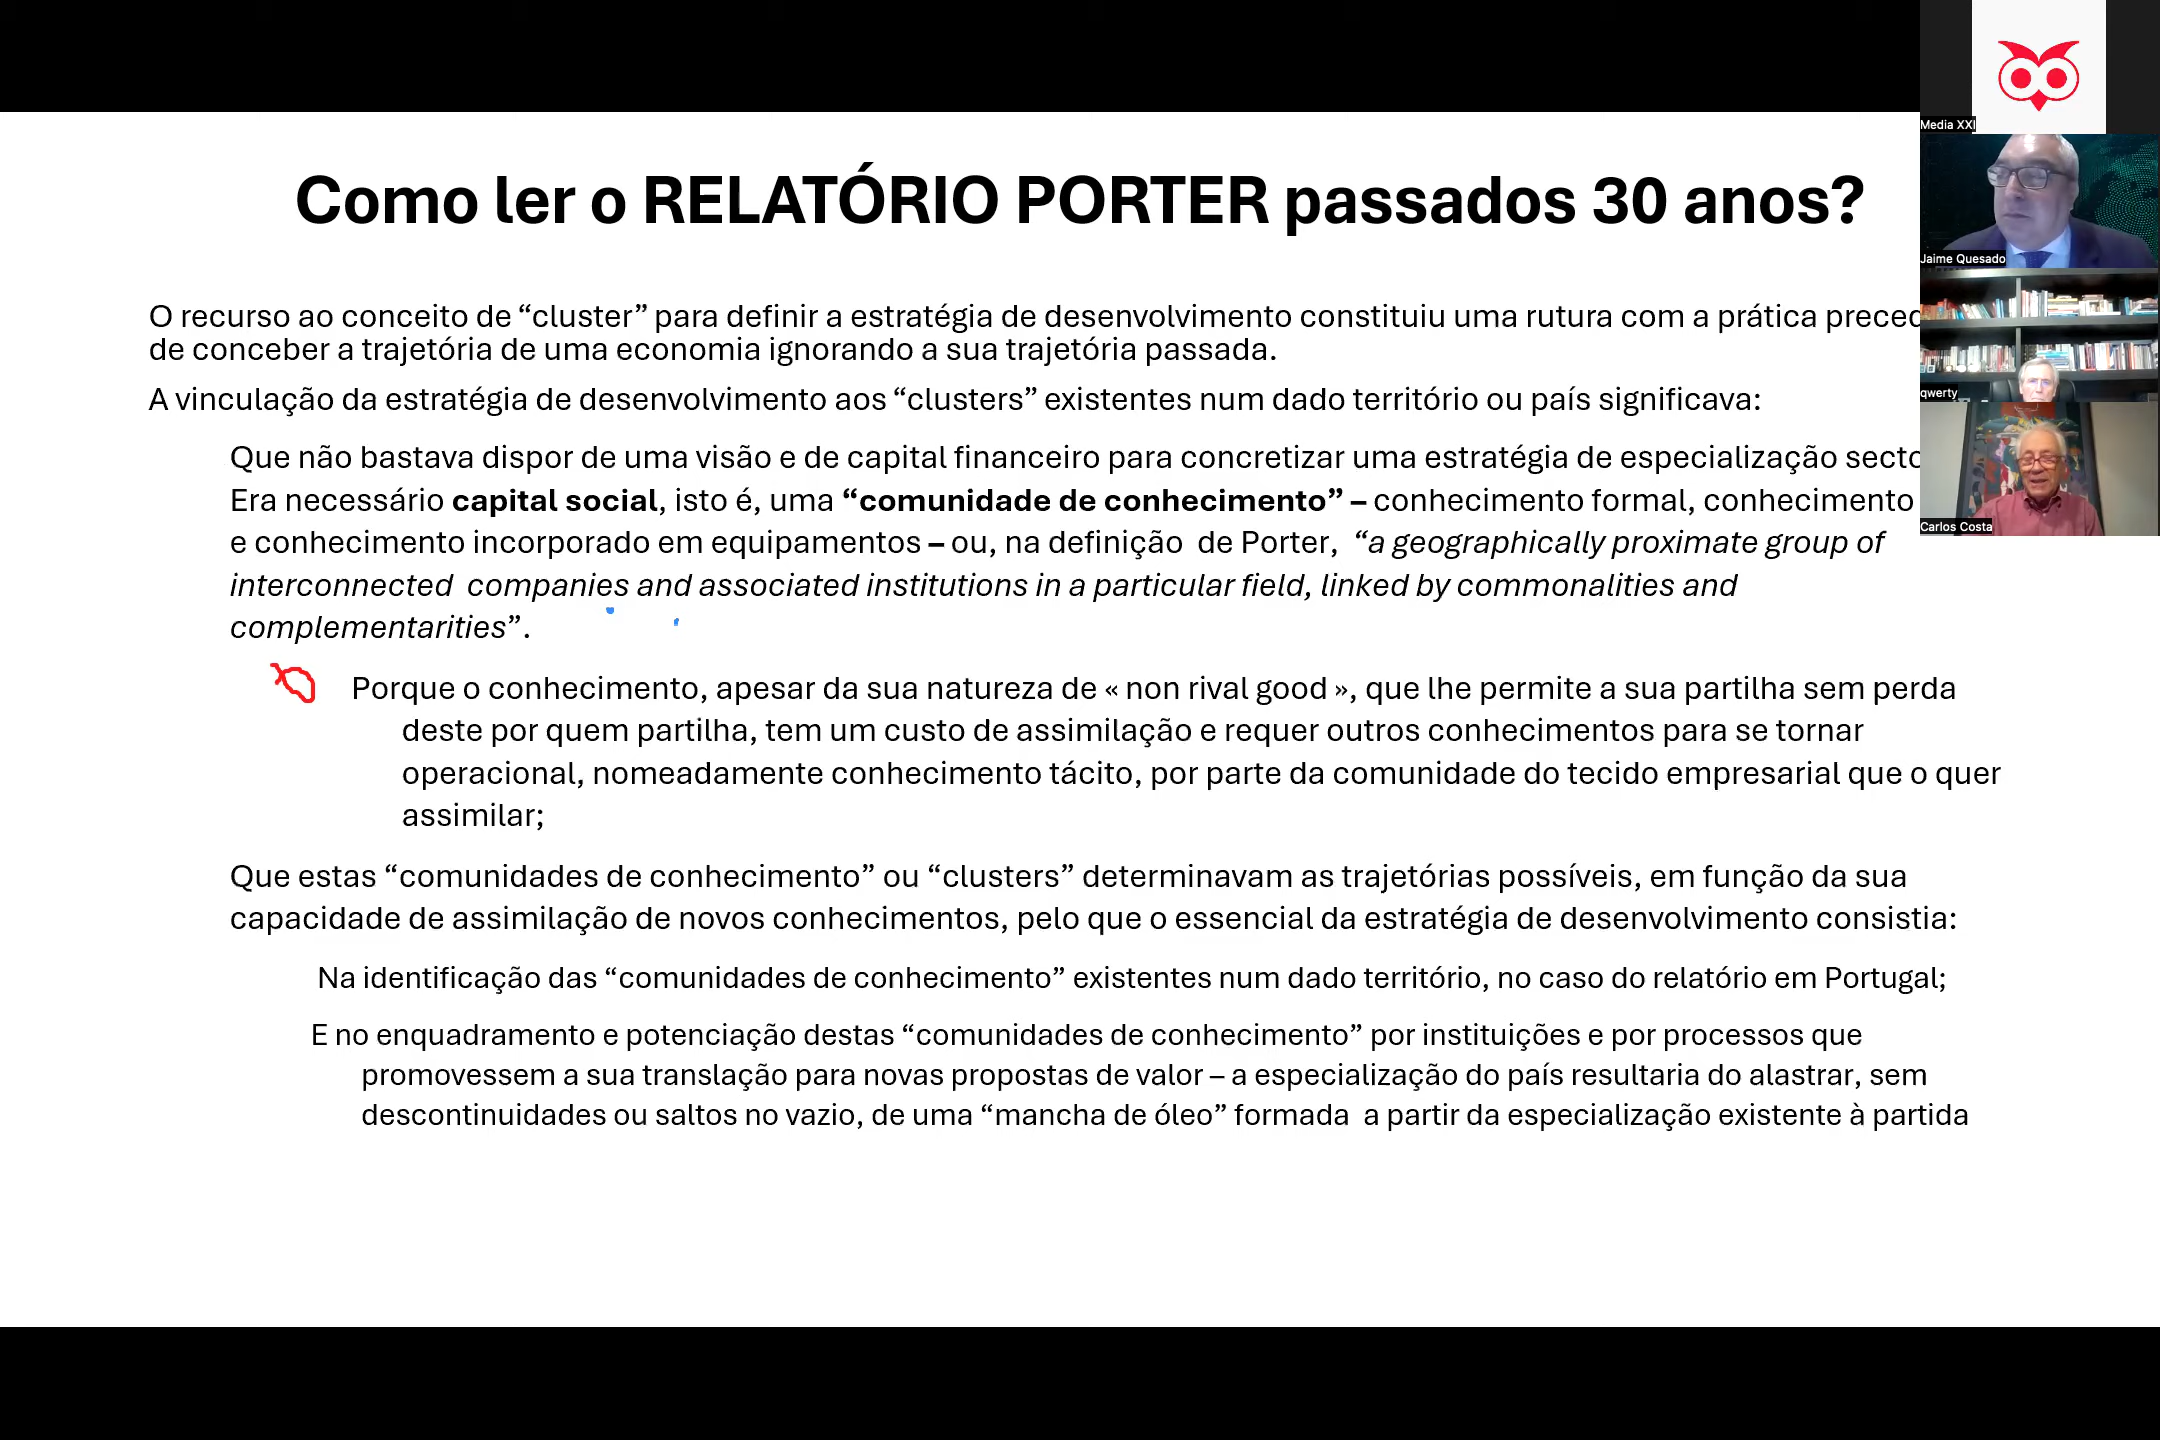 Como ler o RELATÓRIO PORTER passados 30 anos?
O recurso ao conceito de “cluster” para definir a estratégia de desenvolvimento constituiu uma rutura com a prática
de conceber a trajetória de uma economia ignorando a sua trajetória passada.
A vinculação da estratégia de desenvolvimento aos “clusters” existentes num dado território ou país significava:
Que não bastava dispor de uma visão e de capital financeiro para concretizar uma estratégia de especialização
Era necessário capital social, isto é, uma “comunidade de conhecimento” – conhecimento formal, conhecimento
e conhecimento incorporado em equipamentos – ou, na definição de Porter, “a geographically proximate group of
interconnected companies and associated institutions in a particular field, linked by commonalities and
complementarities”.
Porque o conhecimento, apesar da sua natureza de « non rival good », que lhe permite a sua partilha sem perda
deste por quem partilha, tem um custo de assimilação e requer outros conhecimentos para se tornar
operacional, nomeadamente conhecimento tácito, por parte da comunidade do tecido empresarial que o quer
assimilar;
Que estas “comunidades de conhecimento” ou “clusters” determinavam as trajetórias possíveis, em função da sua
capacidade de assimilação de novos conhecimentos, pelo que o essencial da estratégia de desenvolvimento consistia:
Na identificação das “comunidades de conhecimento” existentes num dado território, no caso do relatório em Portugal;
E no enquadramento e potenciação destas “comunidades de conhecimento” por instituições e por processos que
promovessem a sua translação para novas propostas de valor – a especialização do país resultaria do alastrar, sem
descontinuidades ou saltos no vazio, de uma “mancha de óleo” formada a partir da especialização existente à partida
Media XXI
Jaime Quesado
qwerty
Carlos Costa